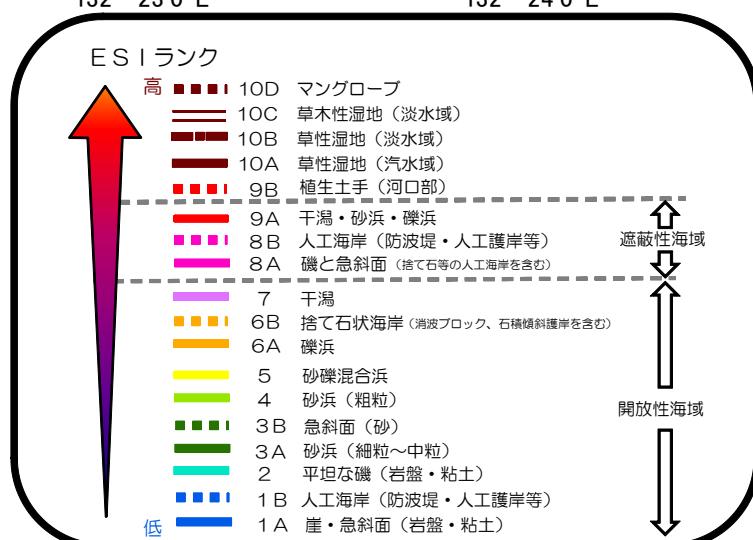 ＥＳＩランク
高 10D マングローブ
10C 草木性湿地（淡水域）
10B 草性湿地（淡水域）
10A 草性湿地（汽水域）
9B 植生土手（河口部）
9A 干潟・砂浜・礫浜
8B 人工海岸（防波堤・人工護岸等）
遮蔽性海域
8A 磯と急斜面（捨て石等の人工海岸を含む）
7 干潟
6B 捨て石状海岸（消波ブロック、石積傾斜護岸を含む）
6A 礫浜
5 砂礫混合浜
4 砂浜（粗粒）
開放性海域
3B 急斜面（砂）
3A 砂浜（細粒～中粒）
2 平坦な磯（岩盤・粘土）
1B 人工海岸（防波堤・人工護岸等）
低 1A 崖・急斜面（岩盤・粘土）